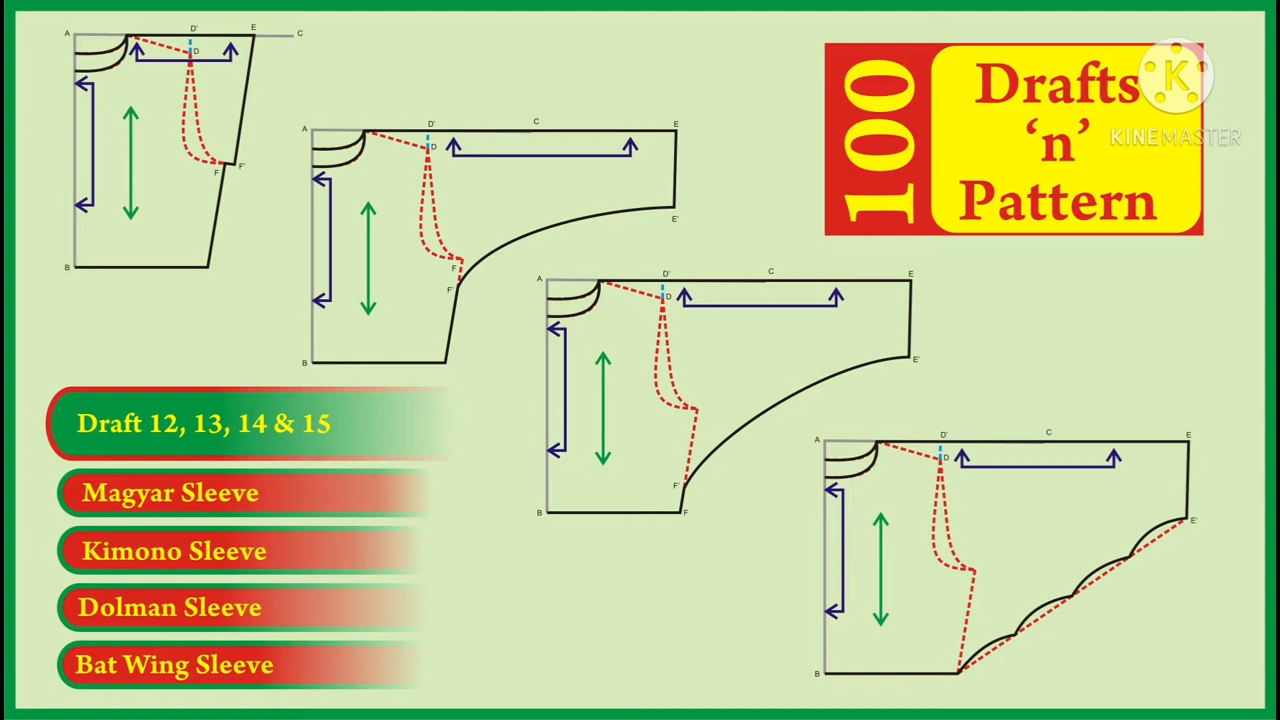 A
D'
E
C
D
F
F'
B
A
D'
C
E
D
E'
F
F'
B
A
D'
C
E
D
E'
F'
B
F
A
D'
C
E
D
E'
B
100
Drafts
‘n’
Pattern
K
KINEMASTER
Draft 12, 13, 14 & 15
Magyar Sleeve
Kimono Sleeve
Dolman Sleeve
Bat Wing Sleeve